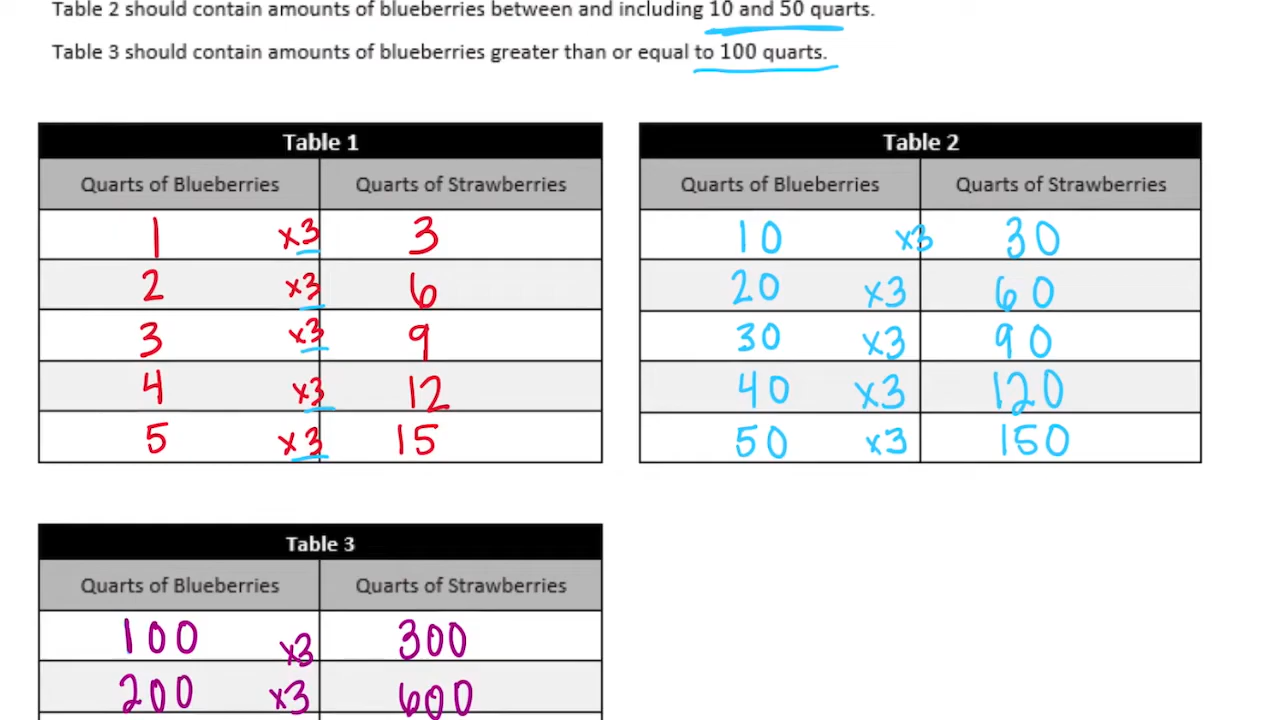 Table 2 should contain amounts of blueberries between and including 10 and 50 quarts.
Table 3 should contain amounts of blueberries greater than or equal to 100 quarts.
Table 1
Quarts of Blueberries Quarts of Strawberries
1 x3 3
2 x3 6
3 x3 9
4 x3 12
5 x3 15
Table 2
Quarts of Blueberries Quarts of Strawberries
10 x3 30
20 x3 60
30 x3 90
40 x3 120
50 x3 150
Table 3
Quarts of Blueberries Quarts of Strawberries
100 x3 300
200 x3 600